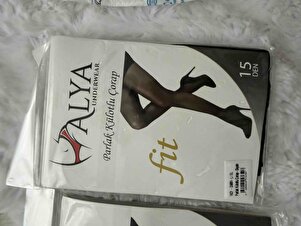 ALYA
UNDERWEAR
Parlak Külotlu Çorap
fit
15
DEN